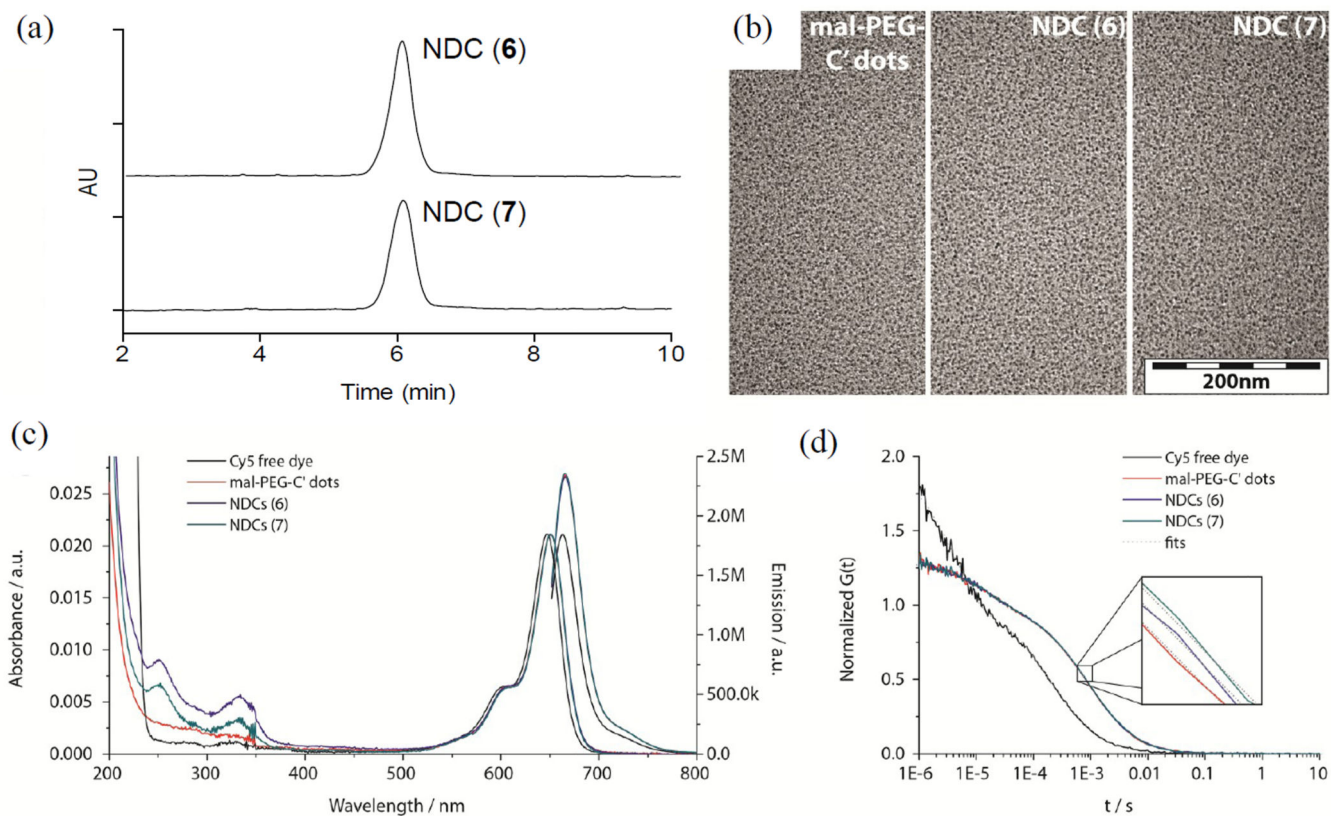 (a)
NDC (6)
NDC (7)
AU
2
4
6
8
10
Time (min)
(b)
mal-PEG-
C' dots
NDC (6)
NDC (7)
200nm
(c)
Cy5 free dye
mal-PEG-C' dots
NDCs (6)
NDCs (7)
0.025
0.020
0.015
0.010
0.005
0.000
Absorbance / a.u.
2.5M
2.0M
1.5M
1.0M
500.0k
0.0
Emission / a.u.
200
300
400
500
600
700
800
Wavelength / nm
(d)
Cy5 free dye
mal-PEG-C' dots
NDCs (6)
NDCs (7)
fits
2.0
1.5
1.0
0.5
0.0
Normalized G(t)
1E-6
1E-5
1E-4
1E-3
0.01
0.1
1
10
t / s